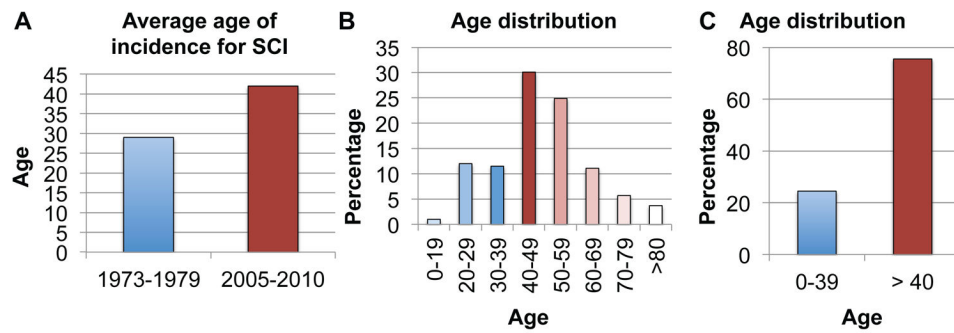 A
Average age of
incidence for SCI
Age
45
40
35
30
25
20
15
10
5
0
1973-1979
2005-2010
B
Age distribution
Percentage
35
30
25
20
15
10
5
0
0-19
20-29
30-39
40-49
50-59
60-69
70-79
>80
Age
C
Age distribution
Percentage
80
60
40
20
0
0-39
> 40
Age